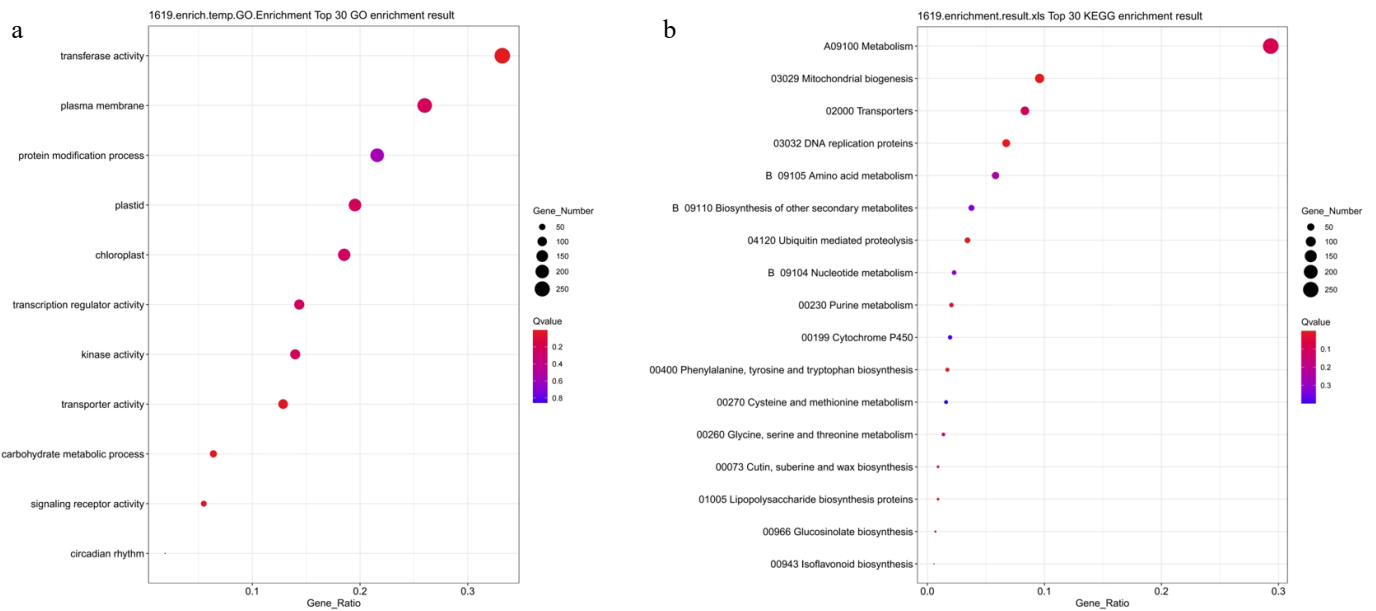 a
1619.enrich.temp.GO.Enrichment Top 30 GO enrichment result
transferase activity
plasma membrane
protein modification process
plastid
chloroplast
transcription regulator activity
kinase activity
transporter activity
carbohydrate metabolic process
signaling receptor activity
circadian rhythm
0.1 0.2 0.3
Gene_Ratio
Gene_Number
50
100
150
200
250
Qvalue
0.2
0.4
0.6
0.8
b
1619.enrichment.result.xls Top 30 KEGG enrichment result
A09100 Metabolism
03029 Mitochondrial biogenesis
02000 Transporters
03032 DNA replication proteins
B 09105 Amino acid metabolism
B 09110 Biosynthesis of other secondary metabolites
04120 Ubiquitin mediated proteolysis
B 09104 Nucleotide metabolism
00230 Purine metabolism
00199 Cytochrome P450
00400 Phenylalanine, tyrosine and tryptophan biosynthesis
00270 Cysteine and methionine metabolism
00260 Glycine, serine and threonine metabolism
00073 Cutin, suberine and wax biosynthesis
01005 Lipopolysaccharide biosynthesis proteins
00966 Glucosinolate biosynthesis
00943 Isoflavonoid biosynthesis
0.0 0.1 0.2 0.3
Gene_Ratio
Gene_Number
50
100
150
200
250
Qvalue
0.1
0.2
0.3